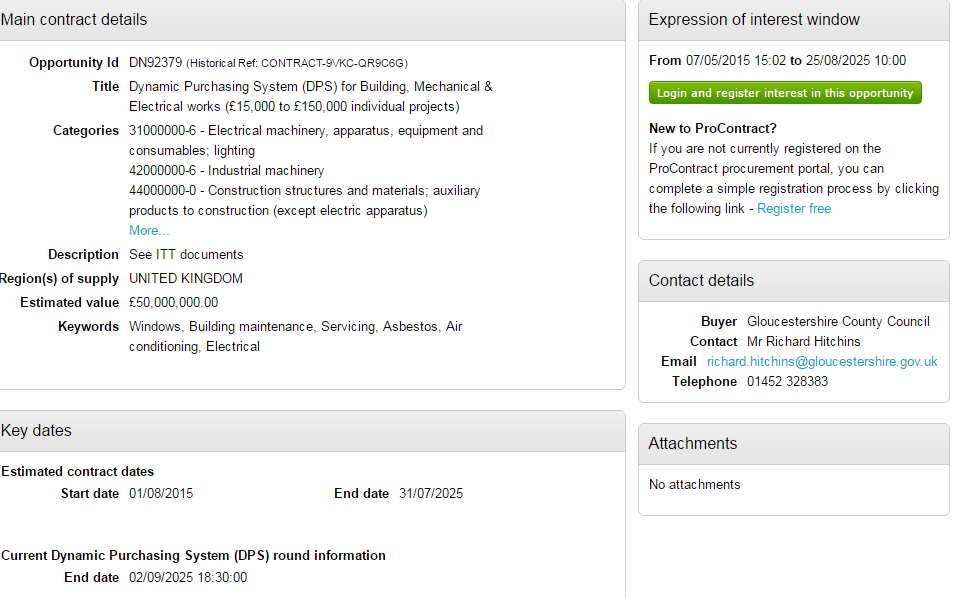 Main contract details
Opportunity Id DN92379 (Historical Ref: CONTRACT-9VKC-QR9C6G)
Title Dynamic Purchasing System (DPS) for Building, Mechanical &
Electrical works (£15,000 to £150,000 individual projects)
Categories 31000000-6 - Electrical machinery, apparatus, equipment and
consumables; lighting
42000000-6 - Industrial machinery
44000000-0 - Construction structures and materials; auxiliary
products to construction (except electric apparatus)
More...
Description See ITT documents
Region(s) of supply UNITED KINGDOM
Estimated value £50,000,000.00
Keywords Windows, Building maintenance, Servicing, Asbestos, Air
conditioning, Electrical
Key dates
Estimated contract dates
Start date 01/08/2015 End date 31/07/2025
Current Dynamic Purchasing System (DPS) round information
End date 02/09/2025 18:30:00
Expression of interest window
From 07/05/2015 15:02 to 25/08/2025 10:00
Login and register interest in this opportunity
New to ProContract?
If you are not currently registered on the
ProContract procurement portal, you can
complete a simple registration process by clicking
the following link - Register free
Contact details
Buyer Gloucestershire County Council
Contact Mr Richard Hitchins
Email richard.hitchins@gloucestershire.gov.uk
Telephone 01452 328383
Attachments
No attachments